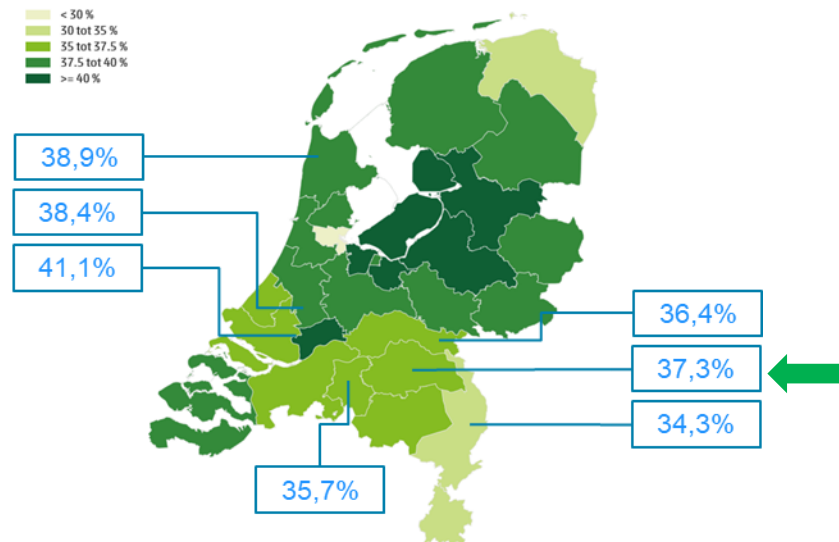 < 30 %
30 tot 35 %
35 tot 37.5 %
37.5 tot 40 %
>= 40 %
38,9%
38,4%
41,1%
36,4%
37,3%
34,3%
35,7%